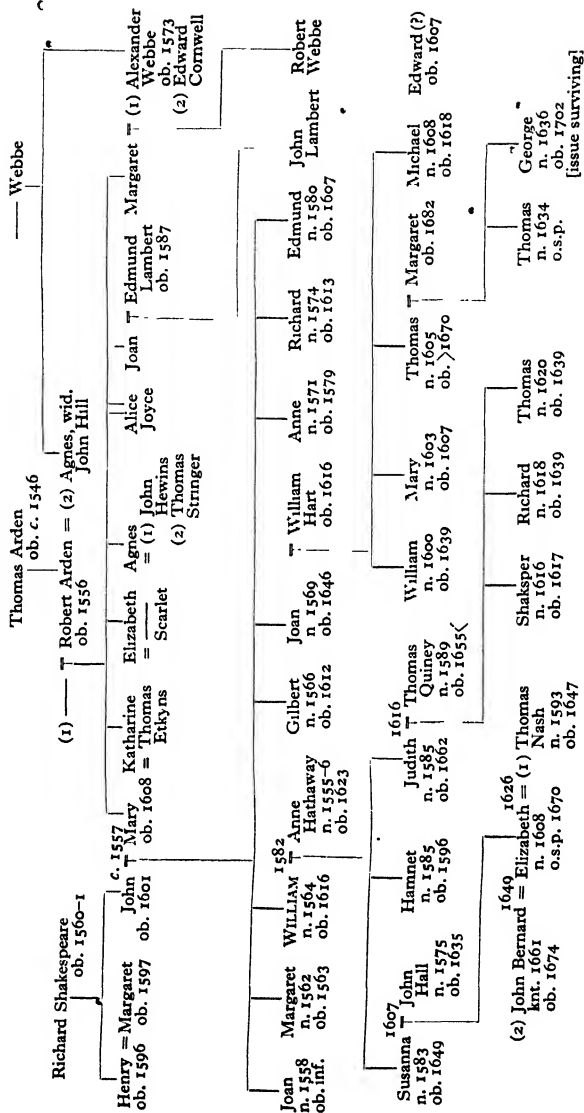 Richard Shakespeare
ob. 1560-1
Thomas Arden
ob. c. 1546
—— Webbe
(1) —— Robert Arden = (2) Agnes, wid.
ob. 1556 John Hill
Henry = Margaret
ob. 1596 ob. 1597
John
ob. 1601
c. 1557
Mary
ob. 1608
Katharine
= Thomas
Etkyns
Elizabeth
= ——
Scarlet
Agnes
= (1) John
Hewins
(2) Thomas
Stringer
Alice
Joyce
Joan
Edmund
Lambert
ob. 1587
Margaret
(1) Alexander
Webbe
ob. 1573
(2) Edward
Cornwell
Joan
n. 1558
ob. inf.
Margaret
n. 1562
ob. 1563
WILLIAM
n. 1564
ob. 1616
1582
Anne
Hathaway
n. 1555-6
ob. 1623
Gilbert
n. 1566
ob. 1612
Joan
n. 1569
ob. 1646
William
Hart
ob. 1616
Anne
n. 1571
ob. 1579
Richard
n. 1574
ob. 1613
Edmund
n. 1580
ob. 1607
John
Lambert
Robert
Webbe
Susanna
n. 1583
ob. 1649
1607
John
Hall
n. 1575
ob. 1635
Hamnet
n. 1585
ob. 1596
Judith
n. 1585
ob. 1662
1616
Thomas
Quiney
n. 1589
ob. 1655<
William
n. 1600
ob. 1639
Mary
n. 1603
ob. 1607
Thomas
n. 1605
ob. >1670
Margaret
ob. 1682
Michael
n. 1608
ob. 1618
Edward (?)
ob. 1607
1649
1626
(2) John Bernard = Elizabeth = (1) Thomas
knt. 1661 n. 1608 Nash
ob. 1674 o.s.p. 1670 n. 1593
ob. 1647
Shaksper
n. 1616
ob. 1617
Richard
n. 1618
ob. 1639
Thomas
n. 1620
ob. 1639
Thomas
n. 1634
o.s.p.
George
n. 1636
ob. 1702
[issue surviving]